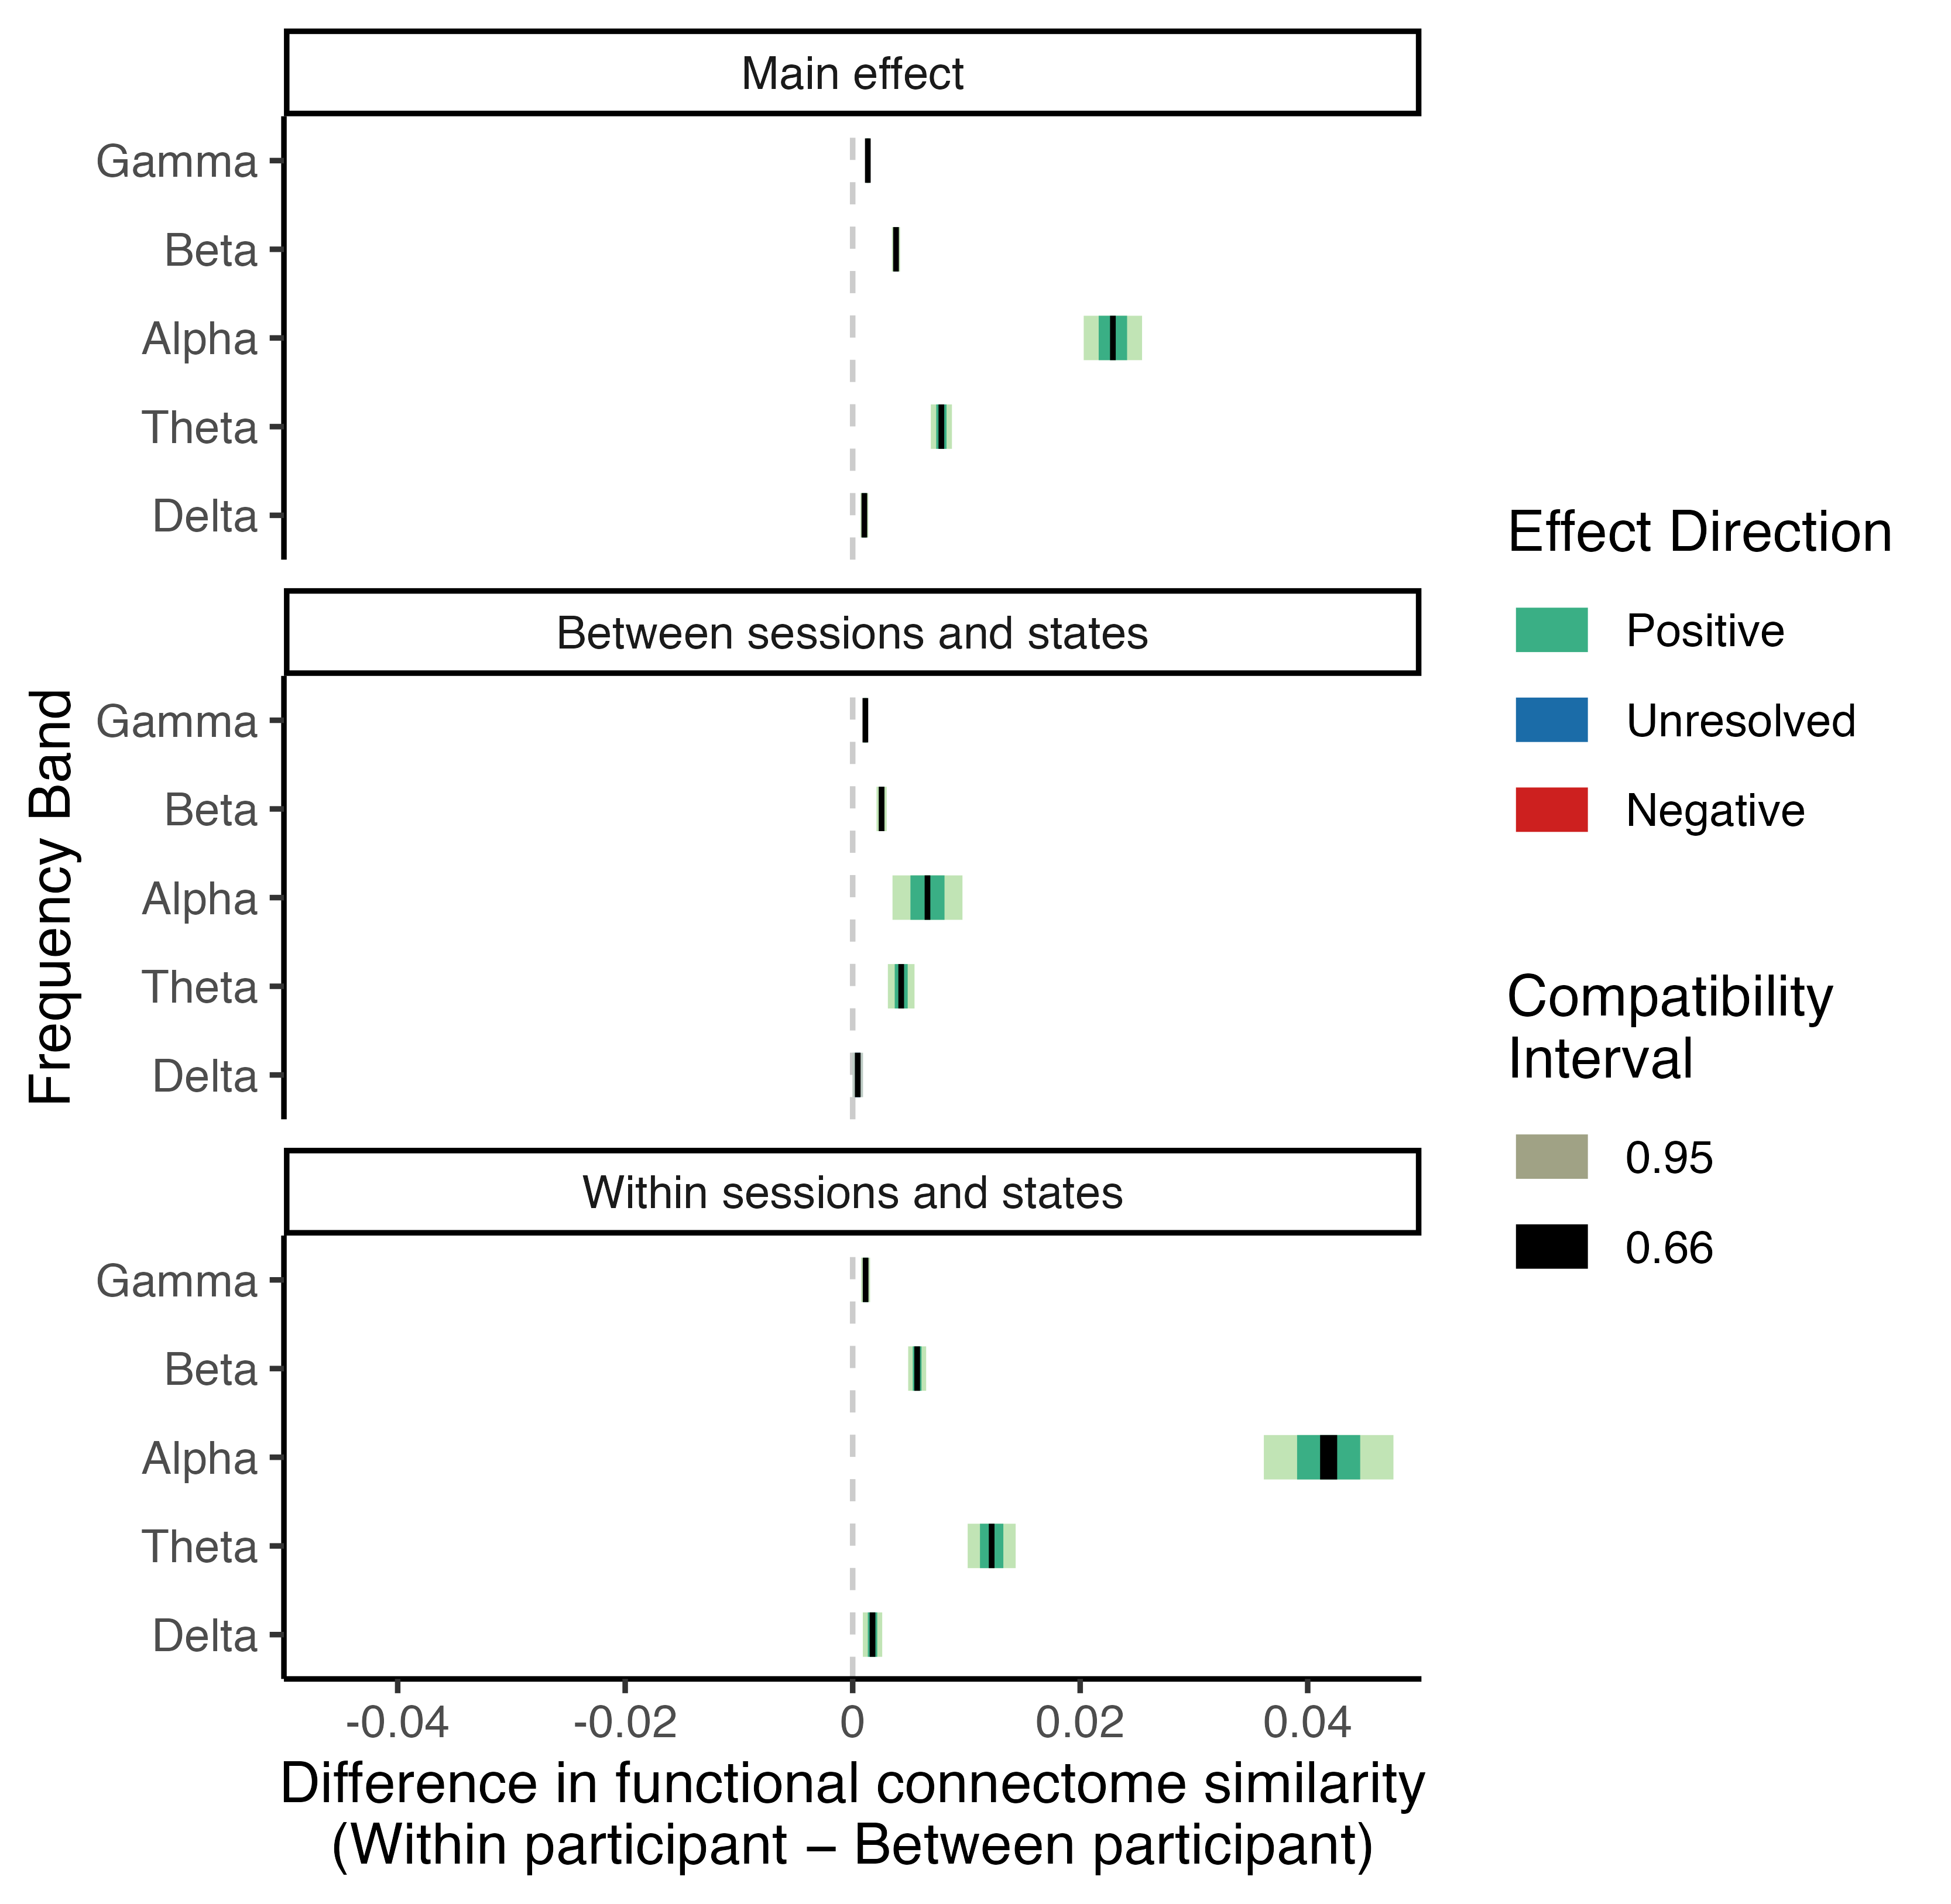 Main effect
Gamma
Beta
Alpha
Theta
Delta
Between sessions and states
Gamma
Beta
Alpha
Theta
Delta
Within sessions and states
Gamma
Beta
Alpha
Theta
Delta
-0.04 -0.02 0 0.02 0.04
Difference in functional connectome similarity
(Within participant – Between participant)
Frequency Band
Effect Direction
Positive
Unresolved
Negative
Compatibility
Interval
0.95
0.66